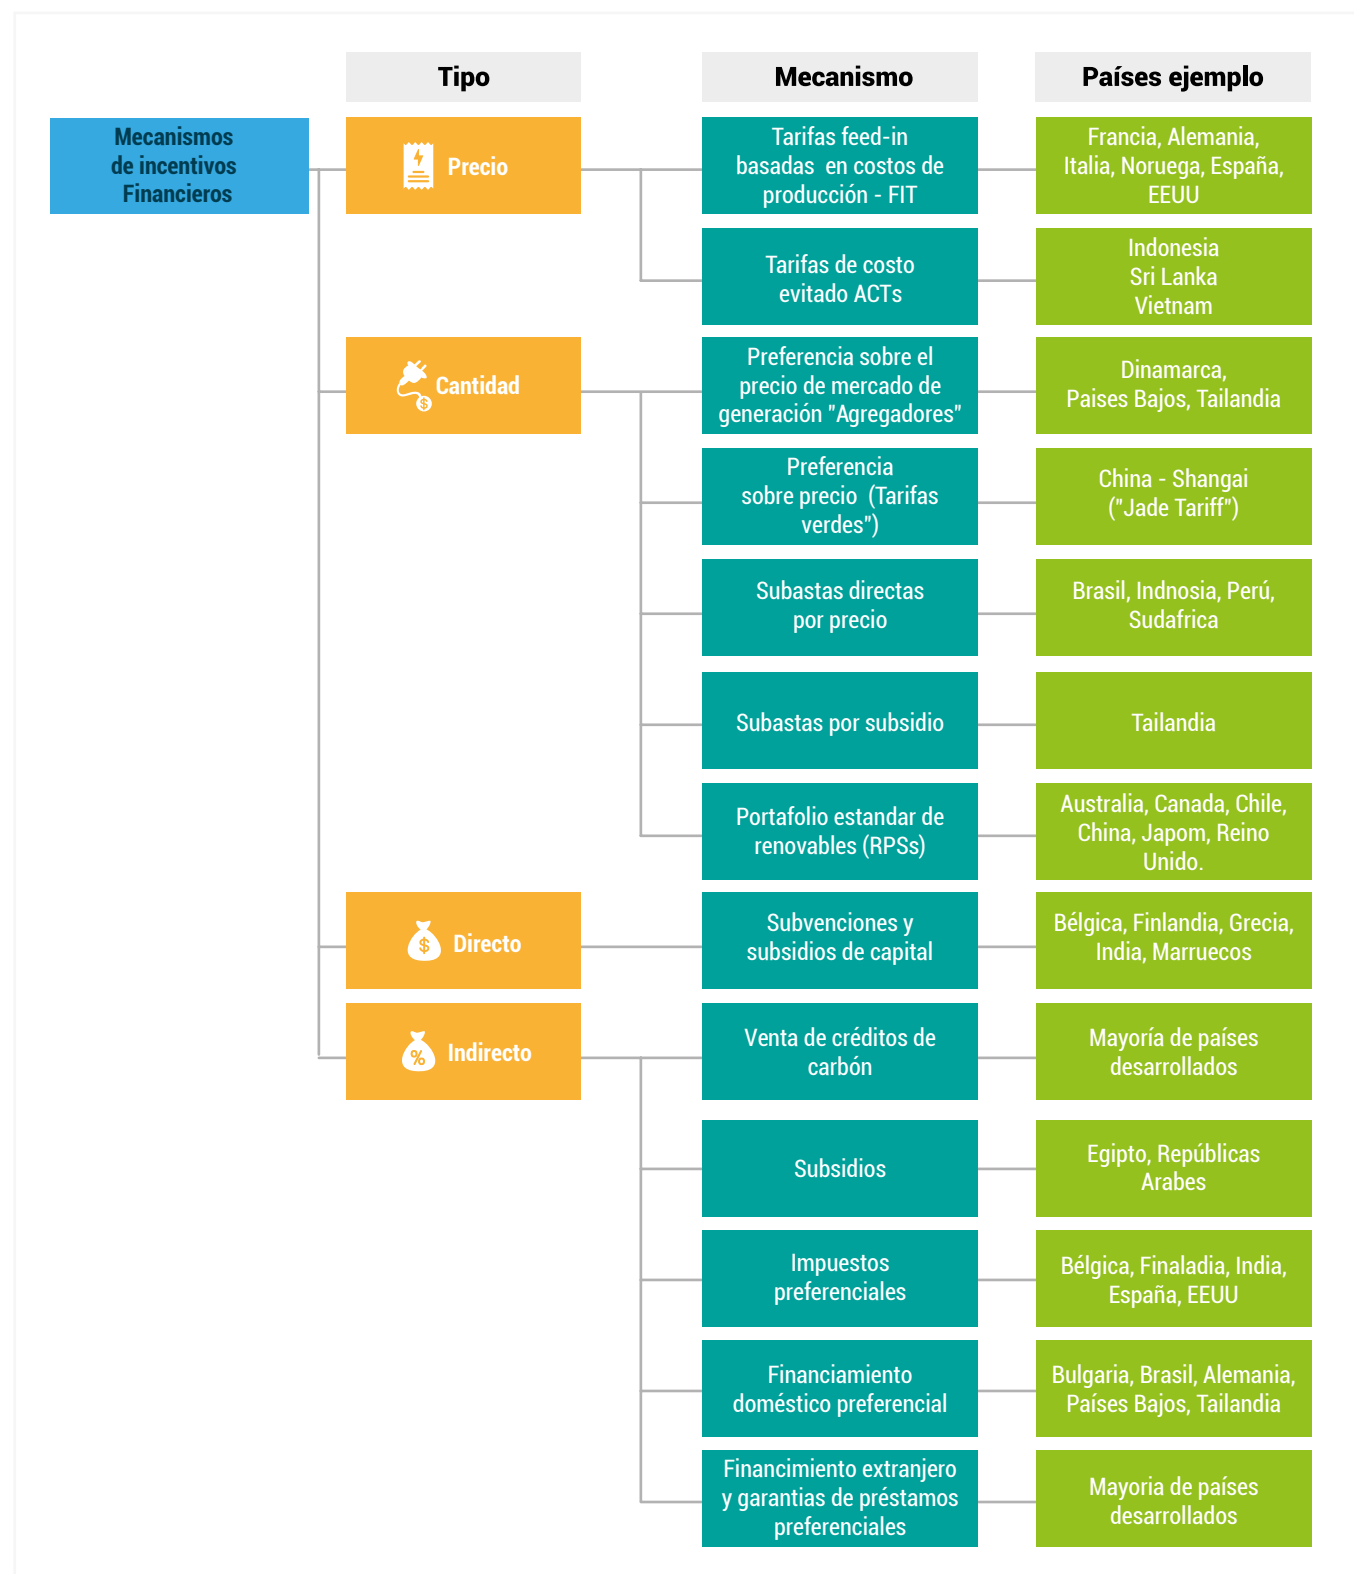 Tipo
Mecanismo
Países ejemplo
Mecanismos
de incentivos
Financieros
Precio
Tarifas feed-in
basadas en costos de
producción - FIT
Francia, Alemania,
Italia, Noruega, España,
EEUU
Tarifas de costo
evitado ACTs
Indonesia
Sri Lanka
Vietnam
Cantidad
Preferencia sobre el
precio de mercado de
generación "Agregadores"
Dinamarca,
Paises Bajos, Tailandia
Preferencia
sobre precio (Tarifas
verdes")
China - Shangai
("Jade Tariff")
Subastas directas
por precio
Brasil, Indnosia, Perú,
Sudafrica
Subastas por subsidio
Tailandia
Portafolio estandar de
renovables (RPSs)
Australia, Canada, Chile,
China, Japom, Reino
Unido.
Directo
Subvenciones y
subsidios de capital
Bélgica, Finlandia, Grecia,
India, Marruecos
Indirecto
Venta de créditos de
carbón
Mayoría de países
desarrollados
Subsidios
Egipto, Repúblicas
Arabes
Impuestos
preferenciales
Bélgica, Finaladia, India,
España, EEUU
Financiamiento
doméstico preferencial
Bulgaria, Brasil, Alemania,
Países Bajos, Tailandia
Financimiento extranjero
y garantias de préstamos
preferenciales
Mayoria de países
desarrollados